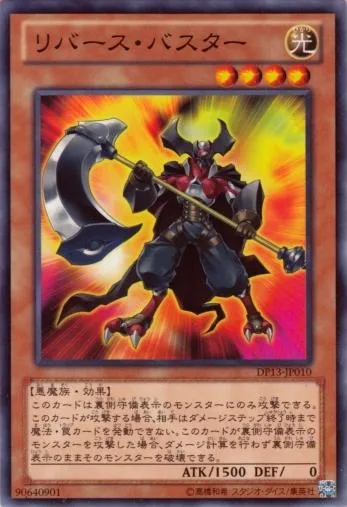 リバース・バスター
光
DP13-JP010
【悪魔族・効果】
このカードは裏側守備表示のモンスターにのみ攻撃できる。
このカードが攻撃する場合、相手はダメージステップ終了時まで
魔法・罠カードを発動できない。このカードが裏側守備表示の
モンスターを攻撃した場合、ダメージ計算を行わず裏側守備
表示のままそのモンスターを破壊できる。
ATK/1500 DEF/ 0
90640901 ©高橋和希 スタジオ・ダイス/集英社